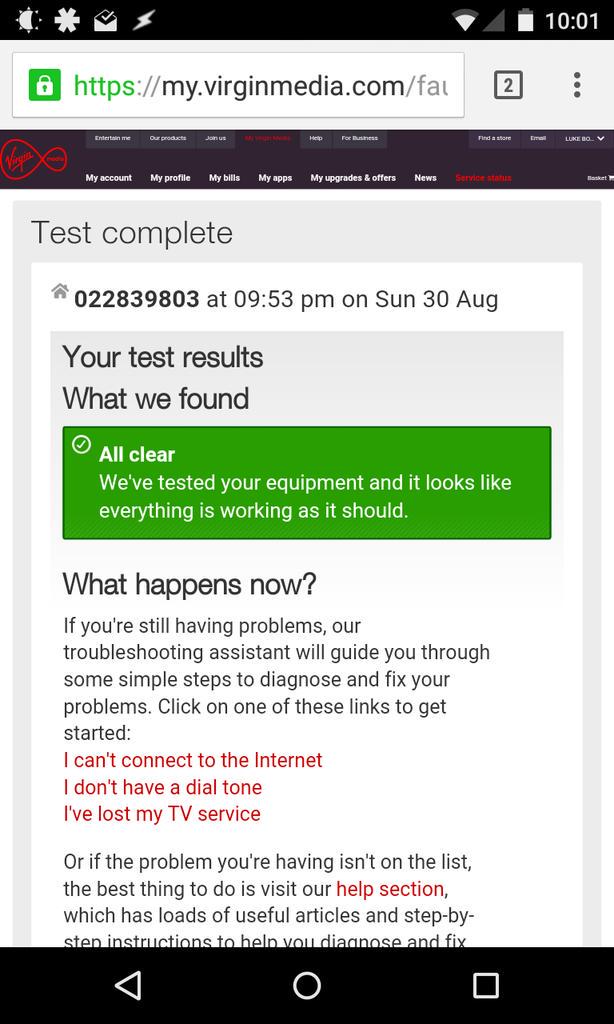 10:01
https://my.virginmedia.com/fau
2
Entertain me Our products Join us My Virgin Media Help For Business Find a store Email LUKE BO...
Virgin media
My account My profile My bills My apps My upgrades & offers News Service status Basket
Test complete
022839803 at 09:53 pm on Sun 30 Aug
Your test results
What we found
All clear
We've tested your equipment and it looks like
everything is working as it should.
What happens now?
If you're still having problems, our
troubleshooting assistant will guide you through
some simple steps to diagnose and fix your
problems. Click on one of these links to get
started:
I can't connect to the Internet
I don't have a dial tone
I've lost my TV service
Or if the problem you're having isn't on the list,
the best thing to do is visit our help section,
which has loads of useful articles and step-by-
step instructions to help you diagnose and fix